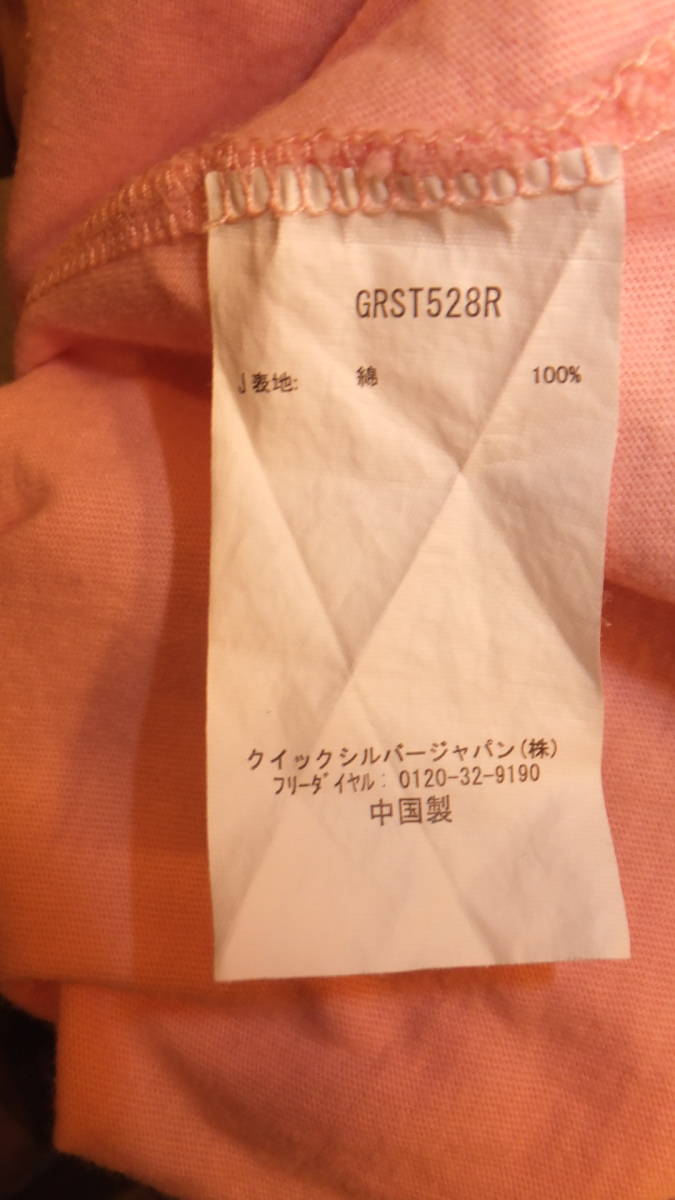 GRST528R
J表地: 綿 100%
クイックシルバージャパン(株)
フリーダイヤル: 0120-32-9190
中国製